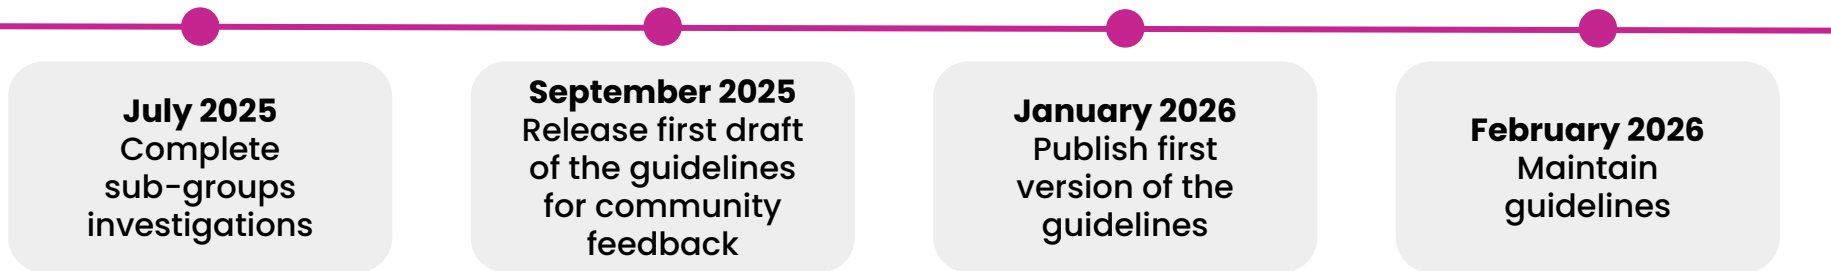 July 2025
Complete
sub-groups
investigations
September 2025
Release first draft
of the guidelines
for community
feedback
January 2026
Publish first
version of the
guidelines
February 2026
Maintain
guidelines